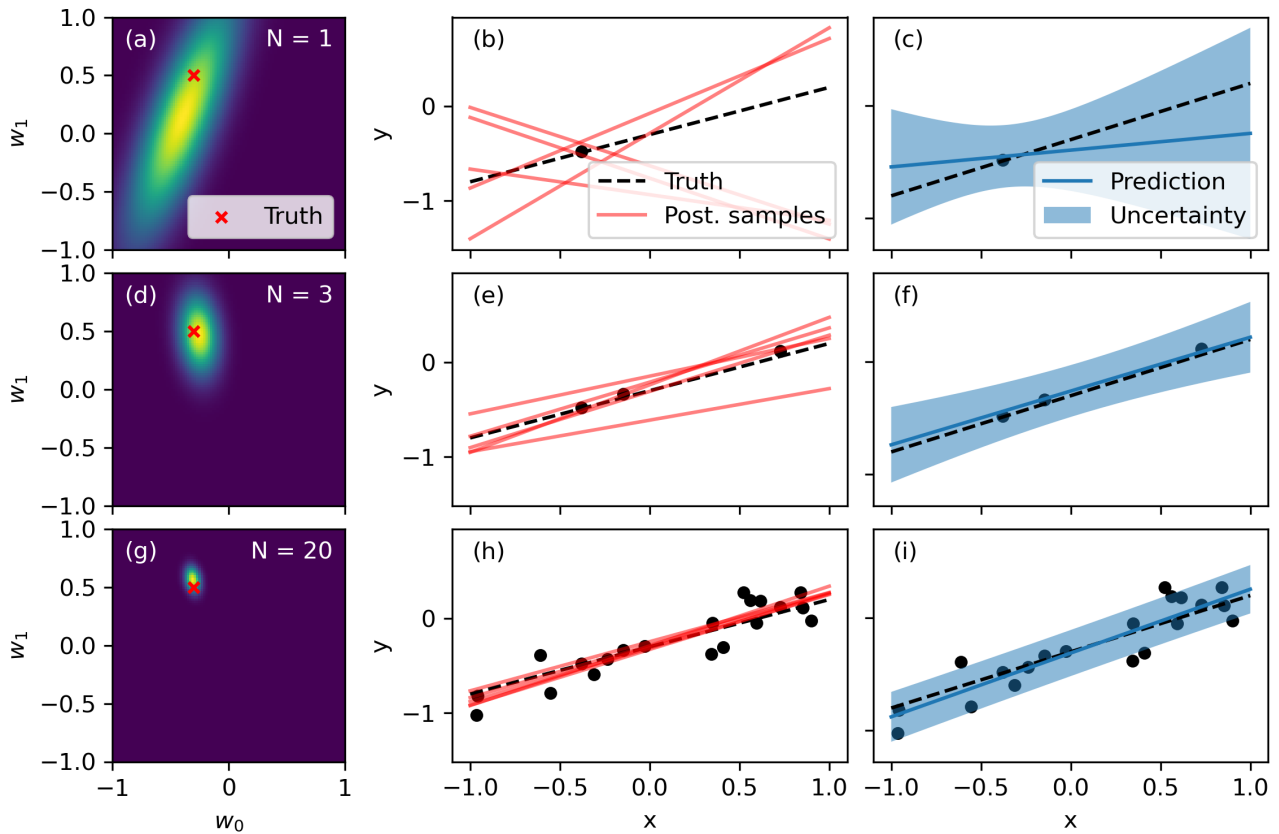 (a) N = 1
1.0
0.5
0.0
−0.5
−1.0
w₁
Truth
(b)
0
−1
y
Truth
Post. samples
(c)
Prediction
Uncertainty
(d) N = 3
1.0
0.5
0.0
−0.5
−1.0
w₁
(e)
0
−1
y
(f)
(g) N = 20
1.0
0.5
0.0
−0.5
−1.0
w₁
−1 0 1
w₀
(h)
0
−1
y
−1.0 −0.5 0.0 0.5 1.0
x
(i)
−1.0 −0.5 0.0 0.5 1.0
x